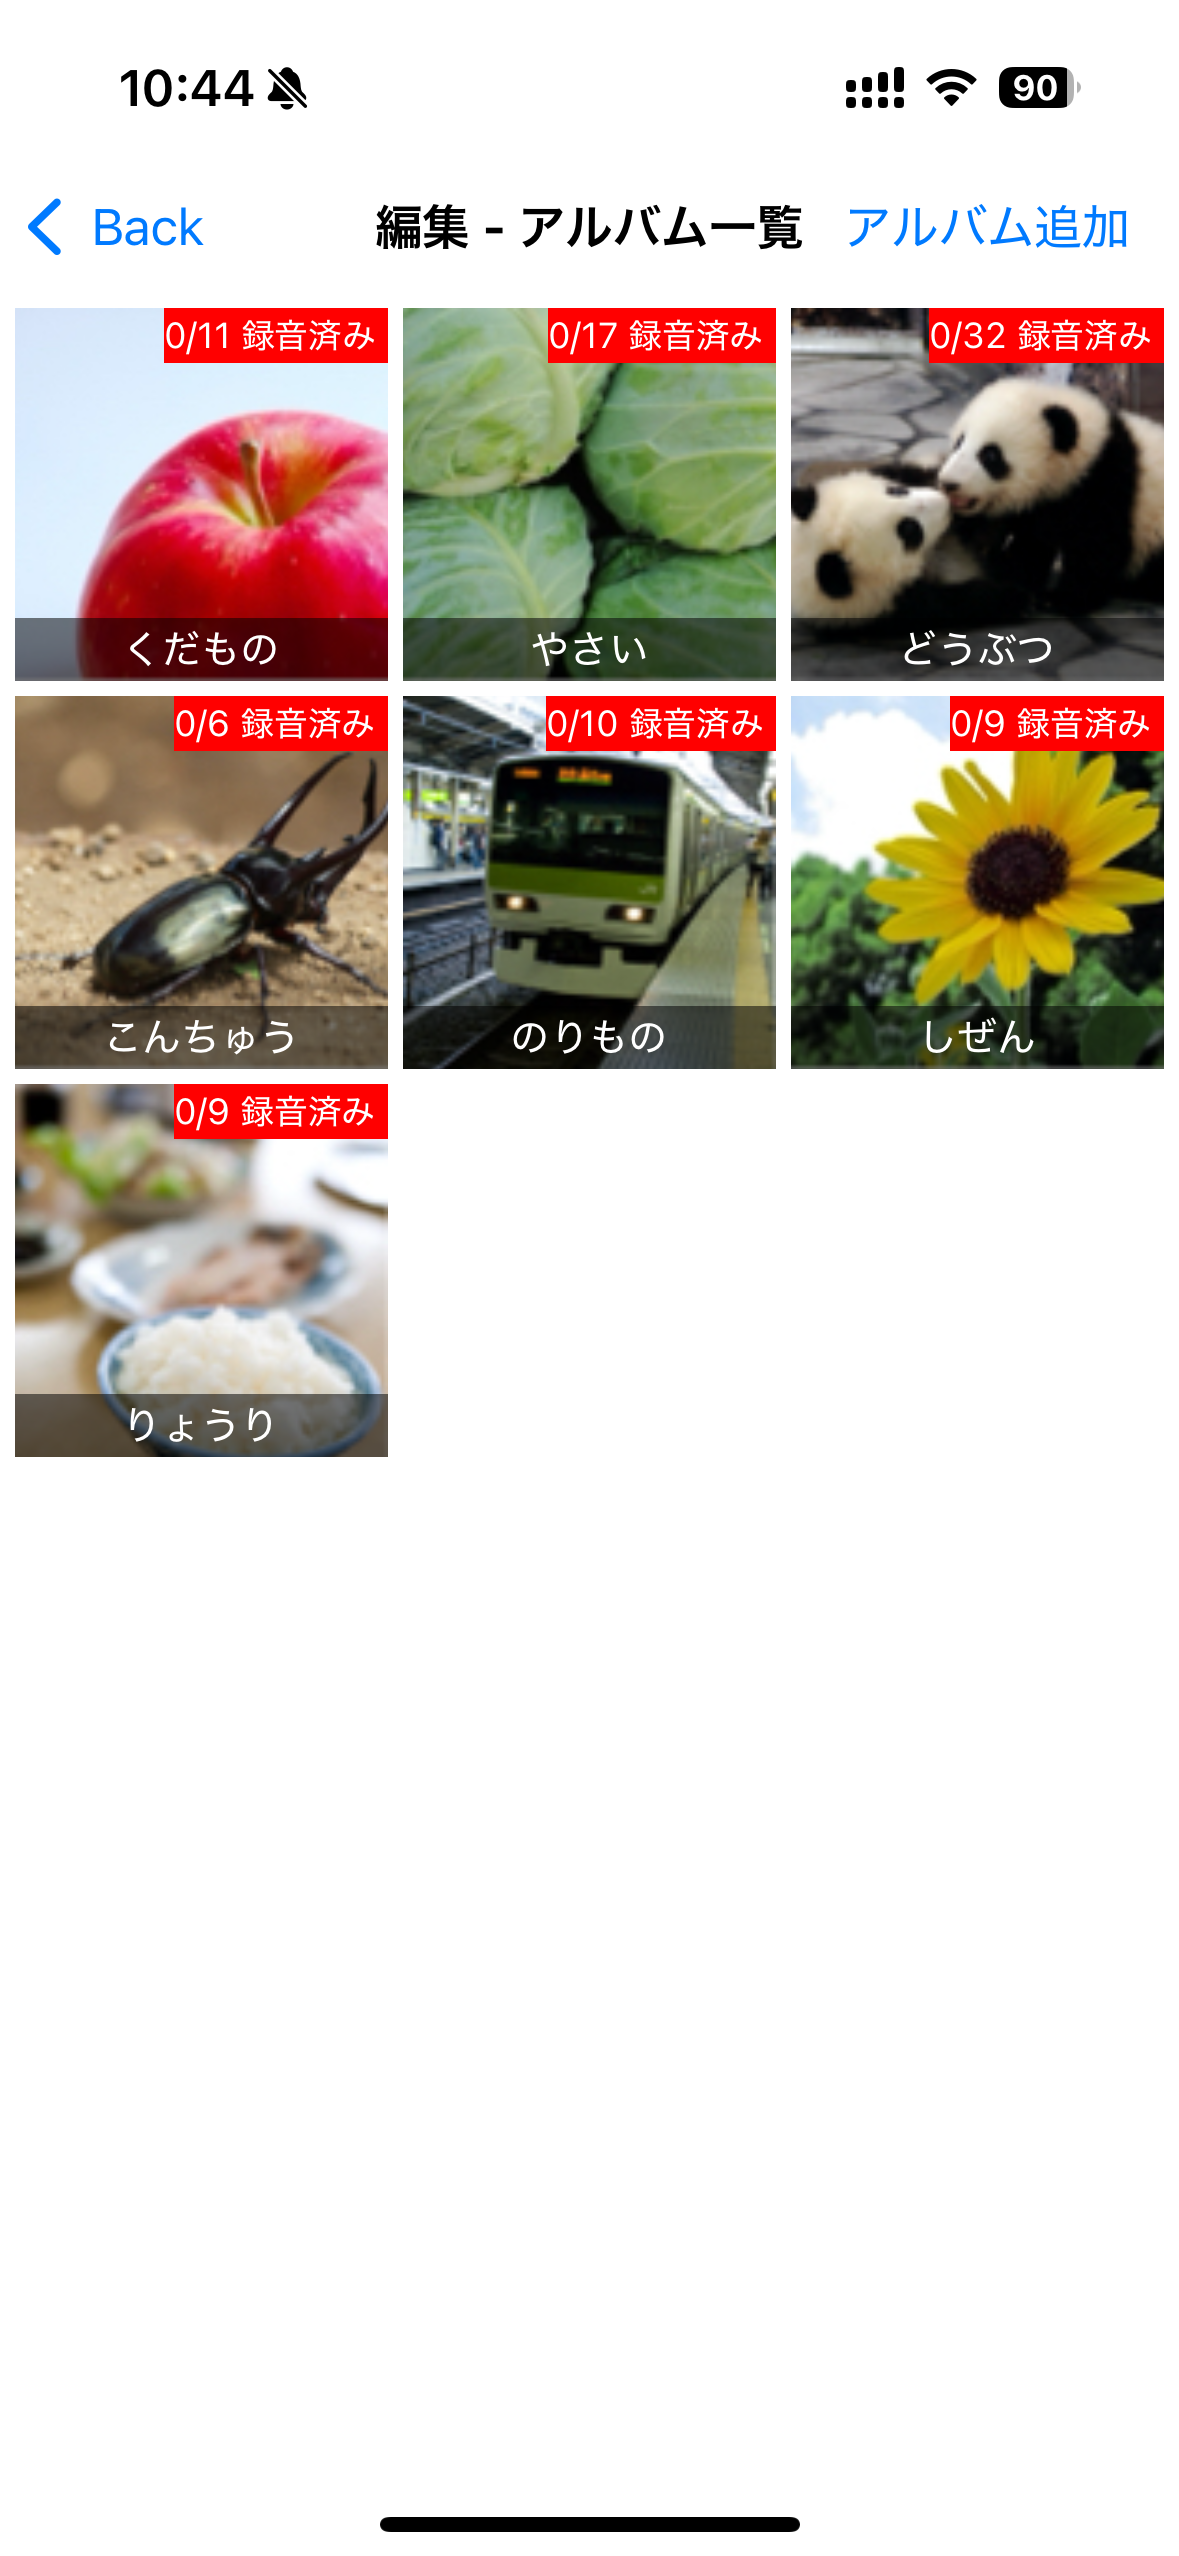 10:44
90
Back
編集 - アルバム一覧
アルバム追加
0/11 録音済み
0/17 録音済み
0/32 録音済み
くだもの
やさい
どうぶつ
0/6 録音済み
0/10 録音済み
0/9 録音済み
こんちゅう
のりもの
しぜん
0/9 録音済み
りょうり